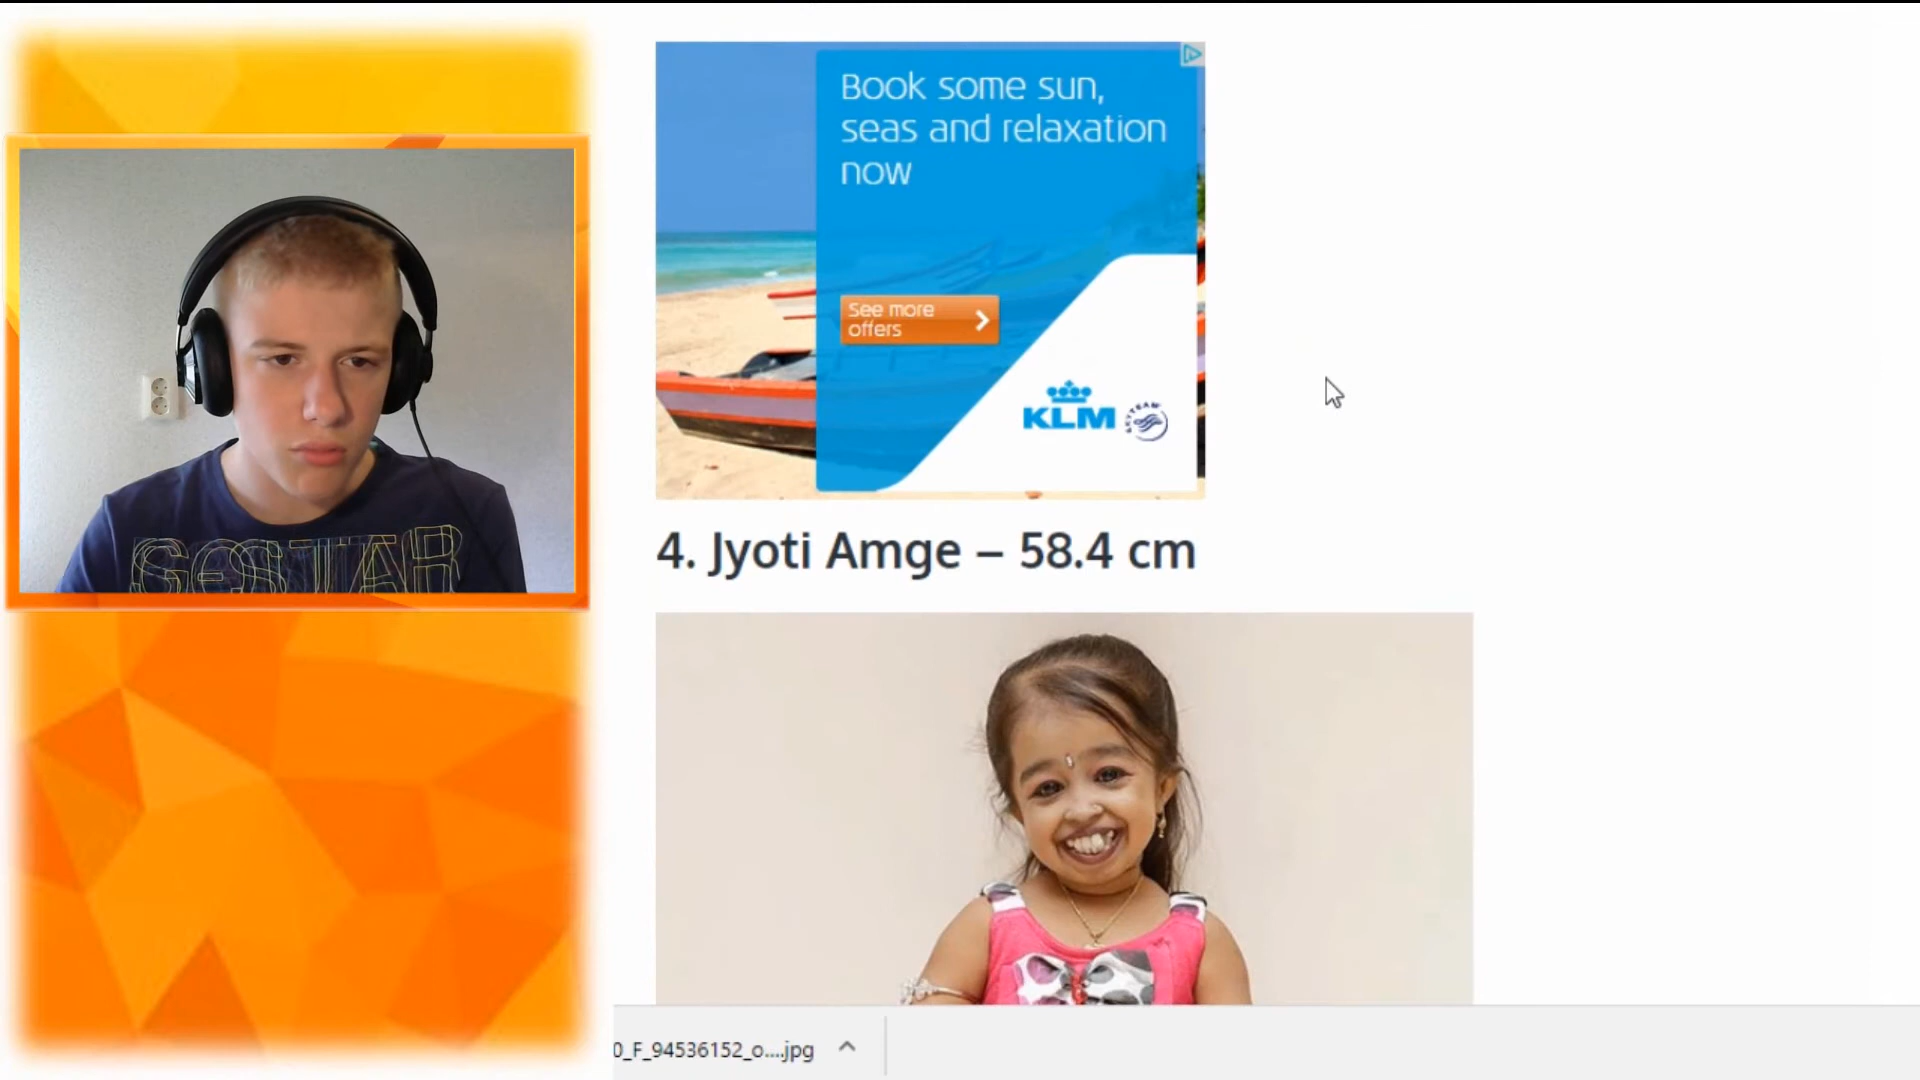 Book some sun,
seas and relaxation
now
See more
offers
KLM
SKYTEAM
4. Jyoti Amge – 58.4 cm
0_F_94536152_o....jpg